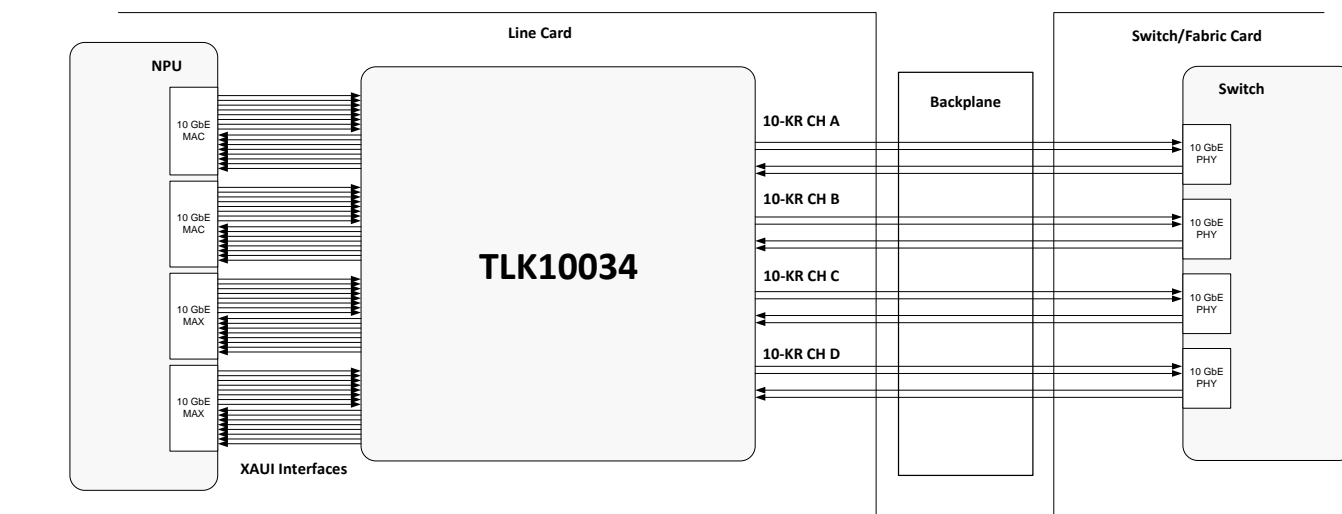 Line Card
Switch/Fabric Card
NPU
Switch
Backplane
10 GbE
MAC
10 GbE
MAC
10 GbE
MAX
10 GbE
MAX
XAUI Interfaces
TLK10034
10-KR CH A
10-KR CH B
10-KR CH C
10-KR CH D
10 GbE
PHY
10 GbE
PHY
10 GbE
PHY
10 GbE
PHY